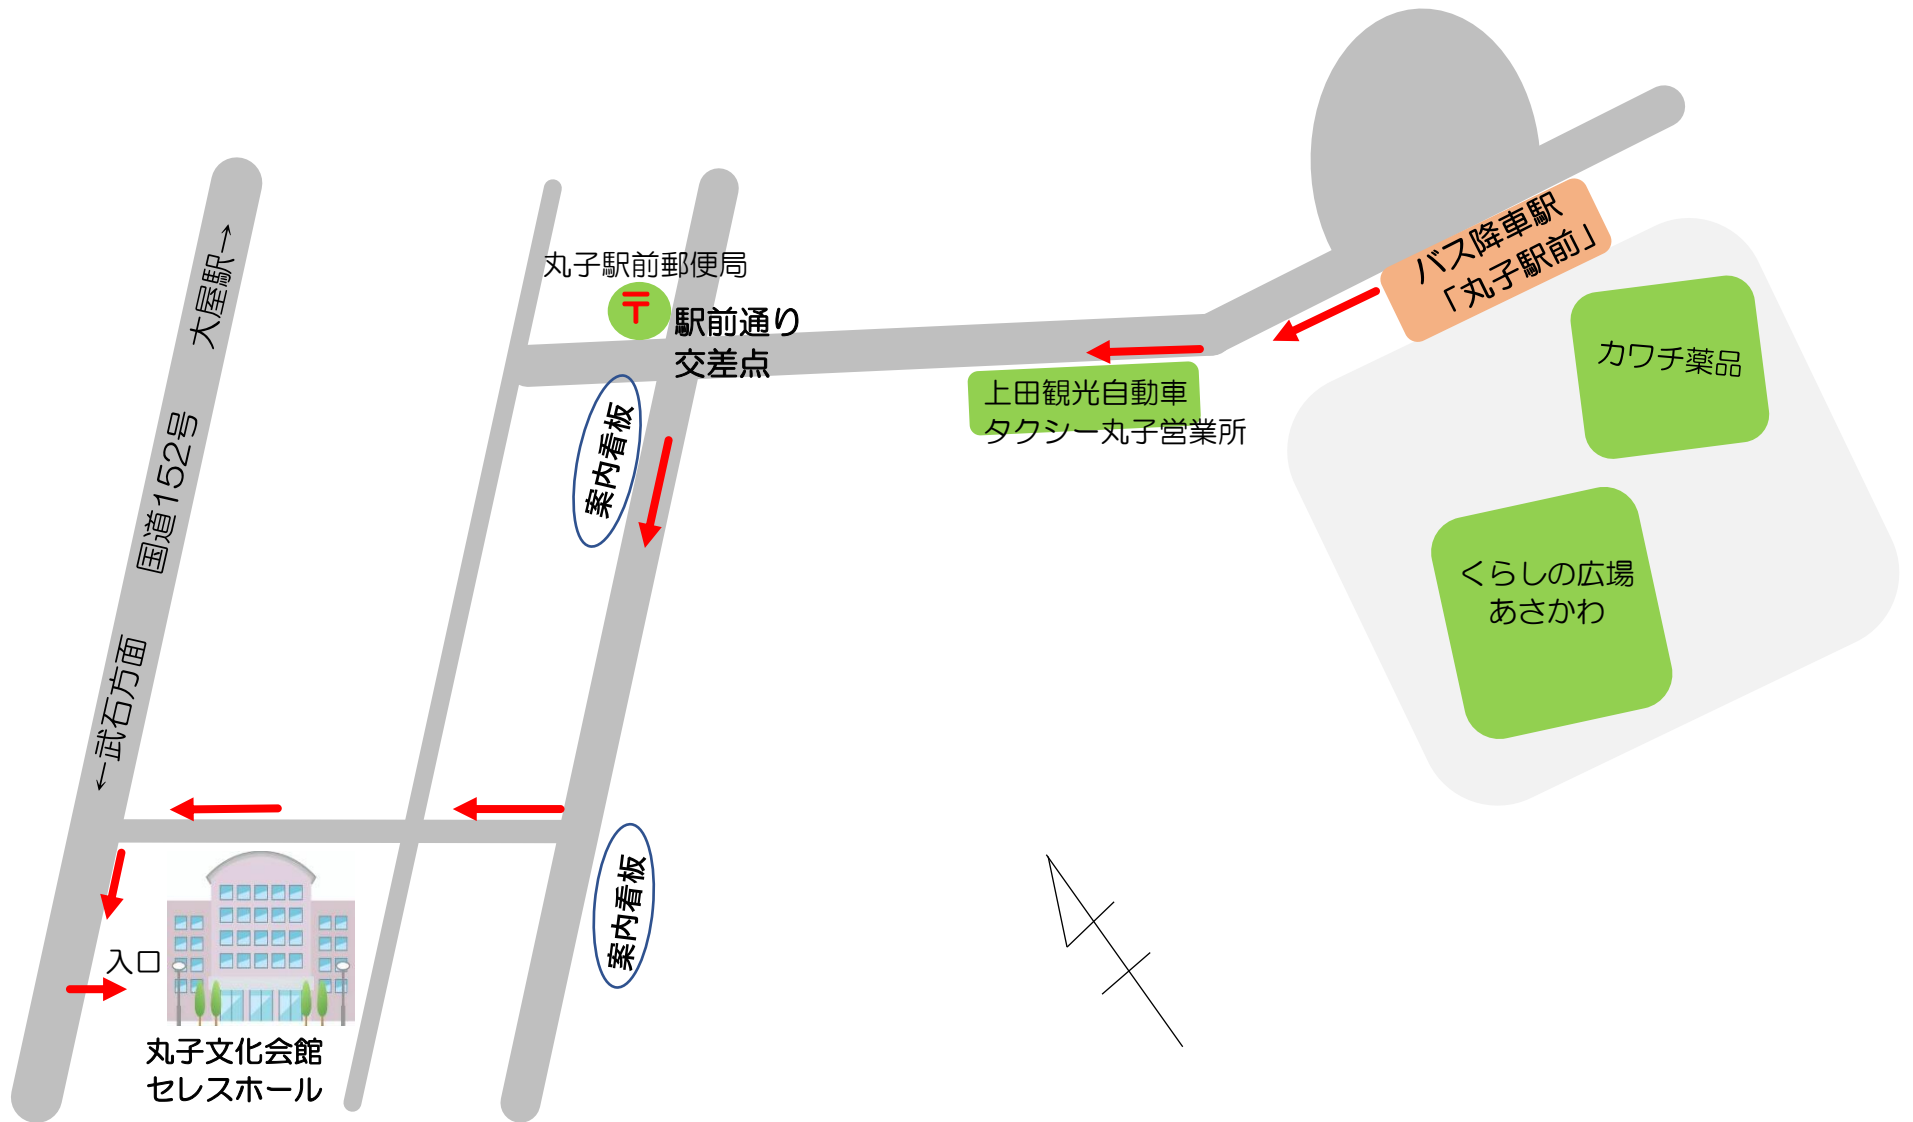 バス降車駅
「丸子駅前」
カワチ薬品
くらしの広場
あさかわ
上田観光自動車
タクシー丸子営業所
丸子駅前郵便局
〒
駅前通り
交差点
案内看板
案内看板
←武石方面 国道152号 大屋駅→
入口
丸子文化会館
セレスホール